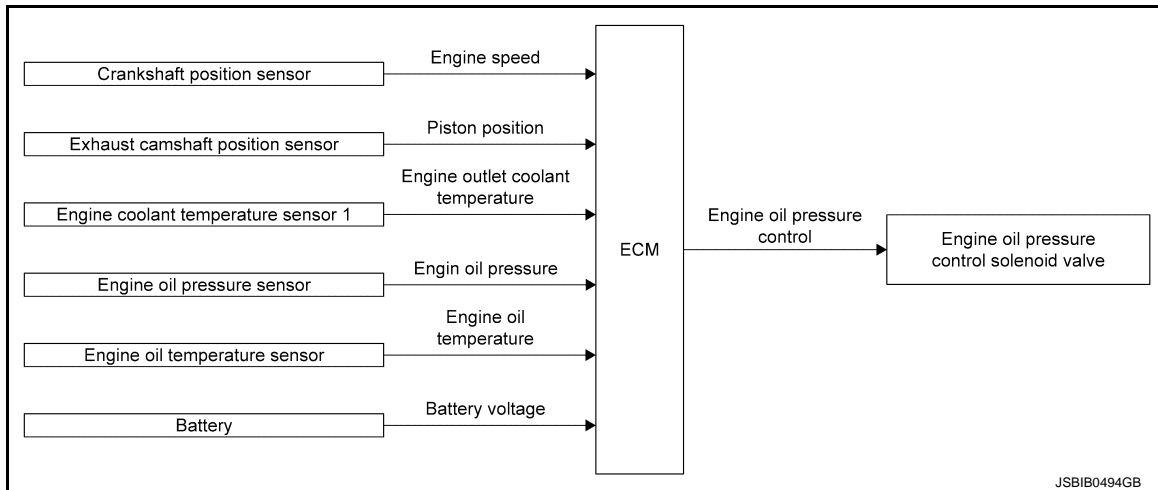 Crankshaft position sensor
Engine speed
Exhaust camshaft position sensor
Piston position
Engine coolant temperature sensor 1
Engine outlet coolant
temperature
Engine oil pressure sensor
Engin oil pressure
Engine oil temperature sensor
Engine oil
temperature
Battery
Battery voltage
ECM
Engine oil pressure
control
Engine oil pressure
control solenoid valve
JSBIB0494GB